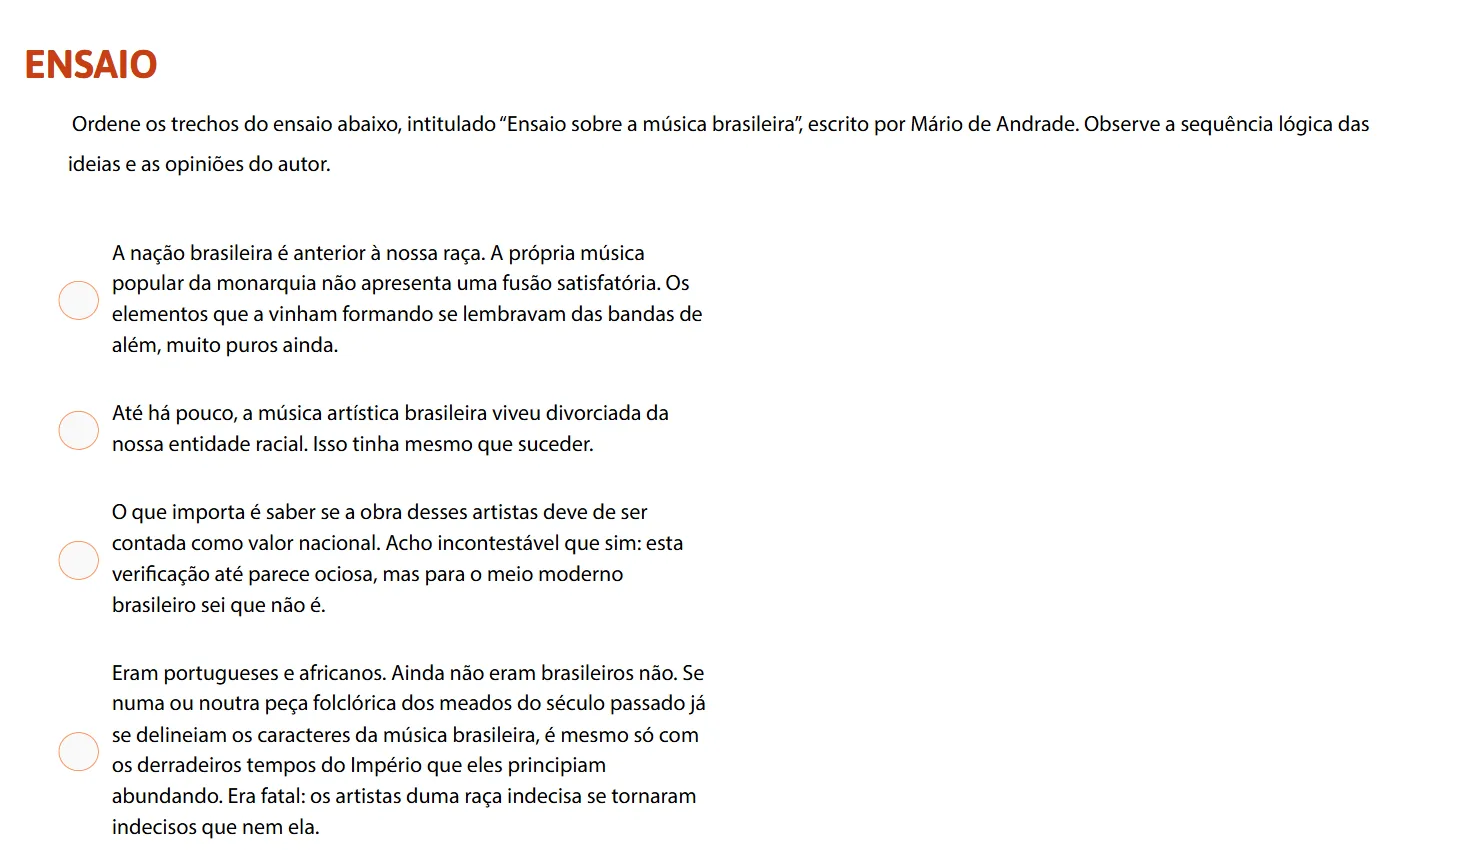 ENSAIO
Ordene os trechos do ensaio abaixo, intitulado “Ensaio sobre a música brasileira”, escrito por Mário de Andrade. Observe a sequência lógica das
ideias e as opiniões do autor.
A nação brasileira é anterior à nossa raça. A própria música
popular da monarquia não apresenta uma fusão satisfatória. Os
elementos que a vinham formando se lembravam das bandas de
além, muito puros ainda.
Até há pouco, a música artística brasileira viveu divorciada da
nossa entidade racial. Isso tinha mesmo que suceder.
O que importa é saber se a obra desses artistas deve de ser
contada como valor nacional. Acho incontestável que sim: esta
verificação até parece ociosa, mas para o meio moderno
brasileiro sei que não é.
Eram portugueses e africanos. Ainda não eram brasileiros não. Se
numa ou noutra peça folclórica dos meados do século passado já
se delineiam os caracteres da música brasileira, é mesmo só com
os derradeiros tempos do Império que eles principiam
abundando. Era fatal: os artistas duma raça indecisa se tornaram
indecisos que nem ela.